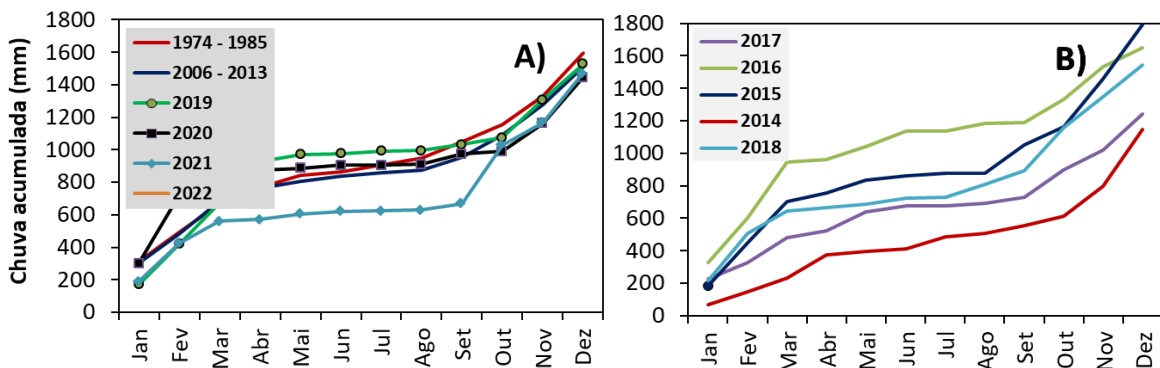 Chuva acumulada (mm)
1800
1600
1400
1200
1000
800
600
400
200
0
1974 - 1985
2006 - 2013
2019
2020
2021
2022
A)
Jan
Fev
Mar
Abr
Mai
Jun
Jul
Ago
Set
Out
Nov
Dez
1800
1600
1400
1200
1000
800
600
400
200
0
2017
2016
2015
2014
2018
B)
Jan
Fev
Mar
Abr
Mai
Jun
Jul
Ago
Set
Out
Nov
Dez